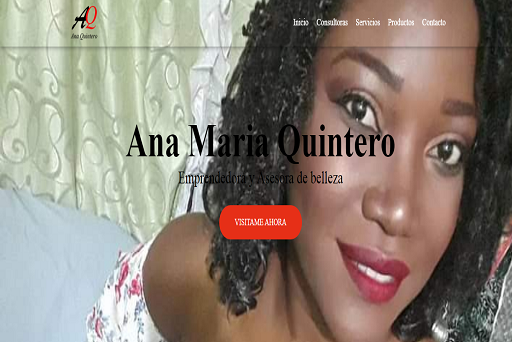 AQ
Ana Quintero
Inicio Consultoras Servicios Productos Contacto
Ana Maria Quintero
Emprendedora y Asesora de belleza
VISITAME AHORA